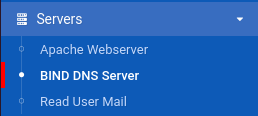 Servers
Apache Webserver
BIND DNS Server
Read User Mail